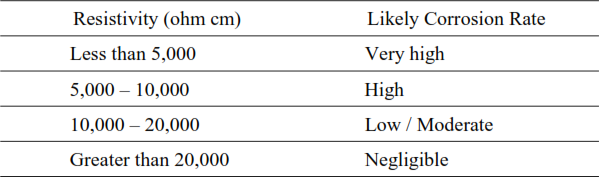 Resistivity (ohm cm) Likely Corrosion Rate
Less than 5,000 Very high
5,000 – 10,000 High
10,000 – 20,000 Low / Moderate
Greater than 20,000 Negligible